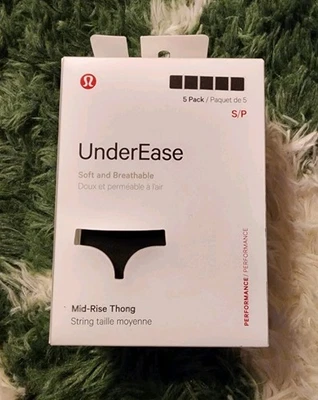 5 Pack / Paquet de 5
S/P
UnderEase
Soft and Breathable
Doux et perméable à l'air
PERFORMANCE / PERFORMANCE
Mid-Rise Thong
String taille moyenne